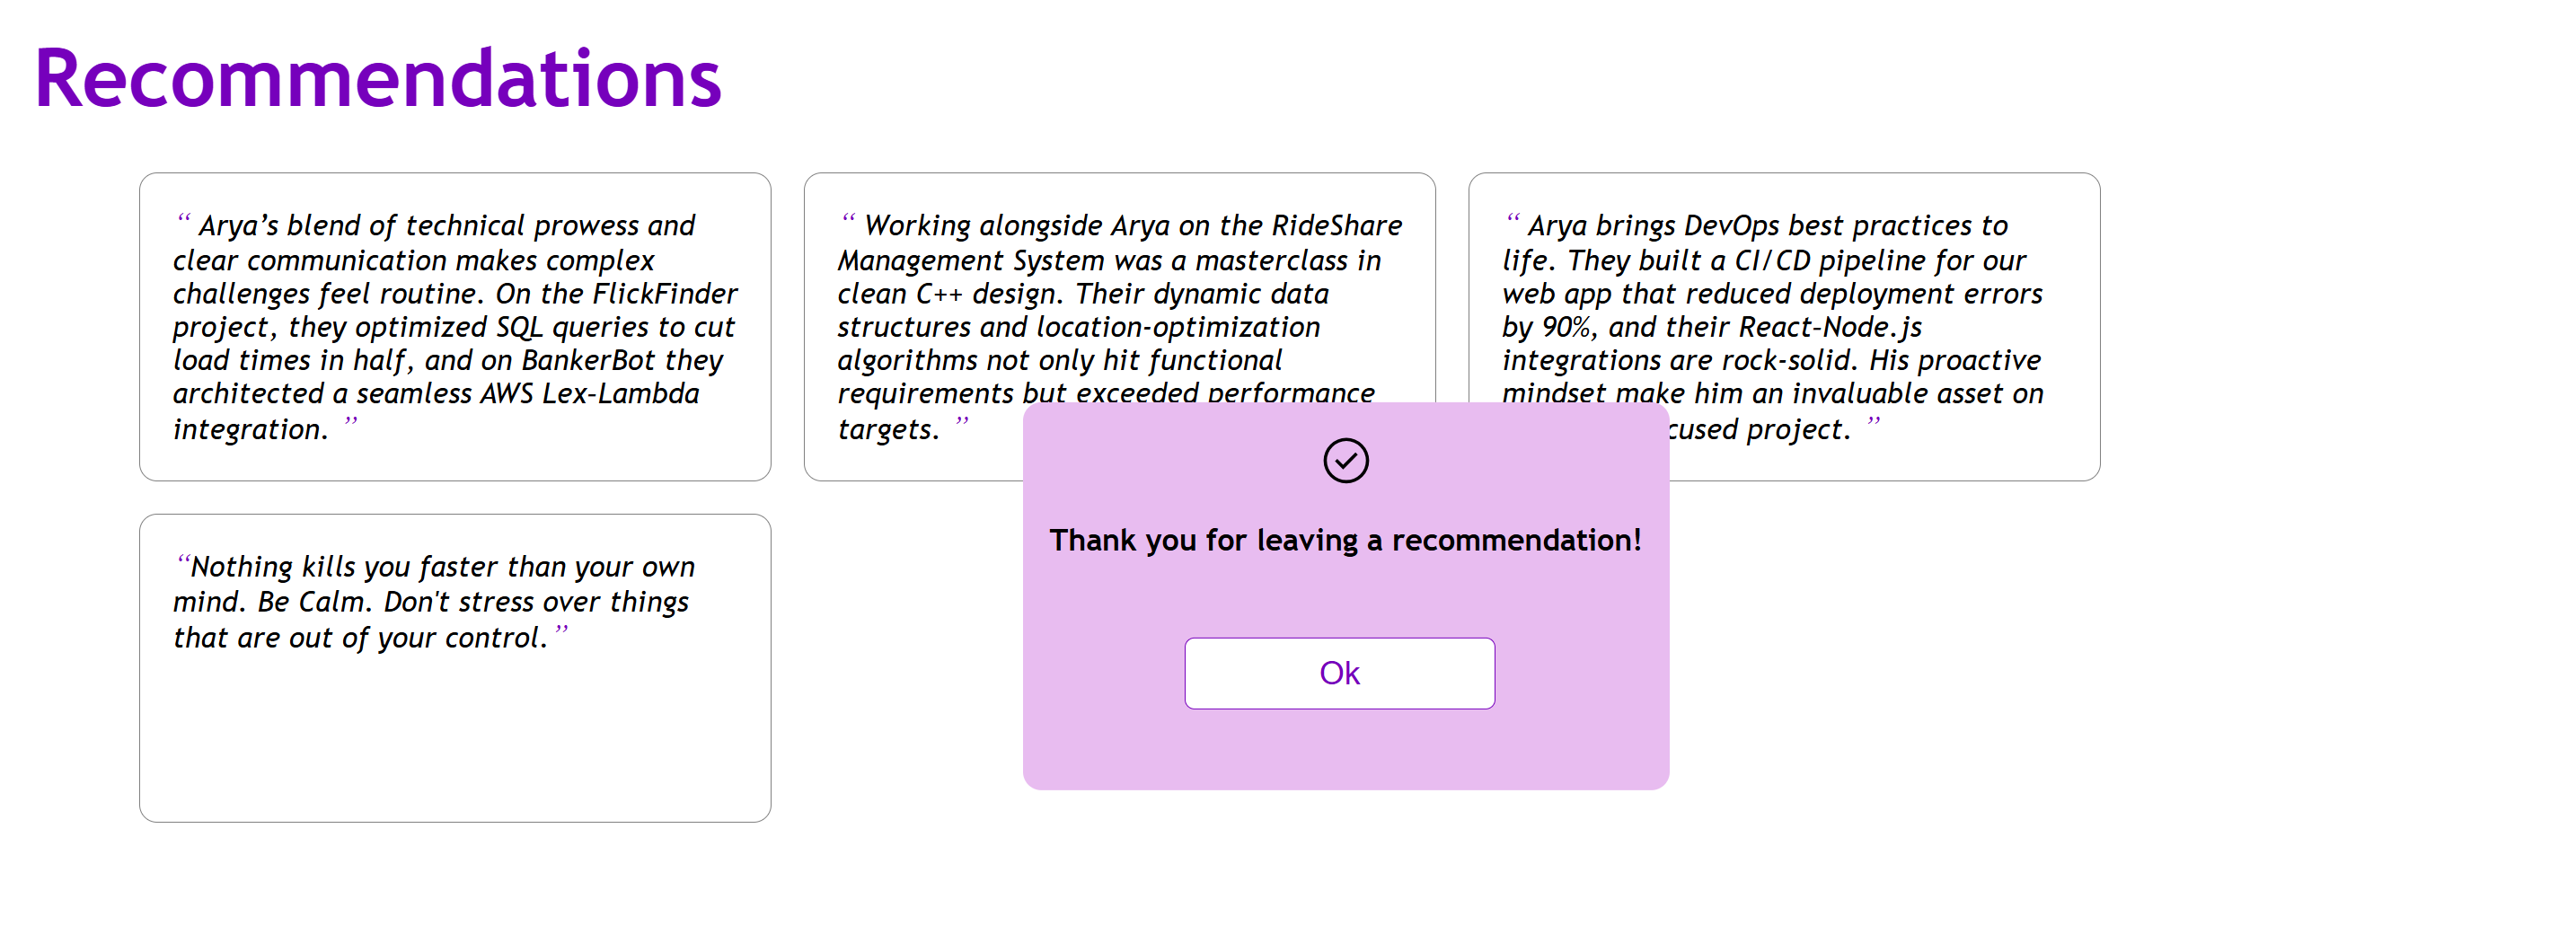 Recommendations
“ Arya’s blend of technical prowess and
clear communication makes complex
challenges feel routine. On the FlickFinder
project, they optimized SQL queries to cut
load times in half, and on BankerBot they
architected a seamless AWS Lex–Lambda
integration. ”
“ Working alongside Arya on the RideShare
Management System was a masterclass in
clean C++ design. Their dynamic data
structures and location-optimization
algorithms not only hit functional
requirements but exceeded performance
targets. ”
“ Arya brings DevOps best practices to
life. They built a CI/CD pipeline for our
web app that reduced deployment errors
by 90%, and their React–Node.js
integrations are rock-solid. His proactive
mindset make him an invaluable asset on
project. ”
“Nothing kills you faster than your own
mind. Be Calm. Don't stress over things
that are out of your control. ”
Thank you for leaving a recommendation!
Ok